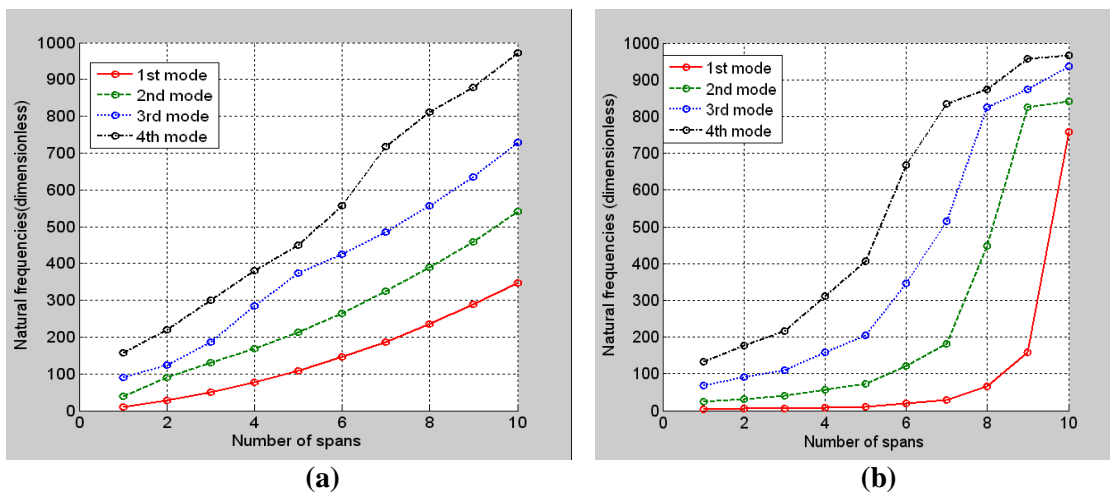 1000
900
800
700
600
500
400
300
200
100
0
0
2
4
6
8
10
Natural frequencies(dimensionless)
Number of spans
1st mode
2nd mode
3rd mode
4th mode
(a)
1000
900
800
700
600
500
400
300
200
100
0
0
2
4
6
8
10
Natural frequencies (dimensionless)
Number of spans
1st mode
2nd mode
3rd mode
4th mode
(b)